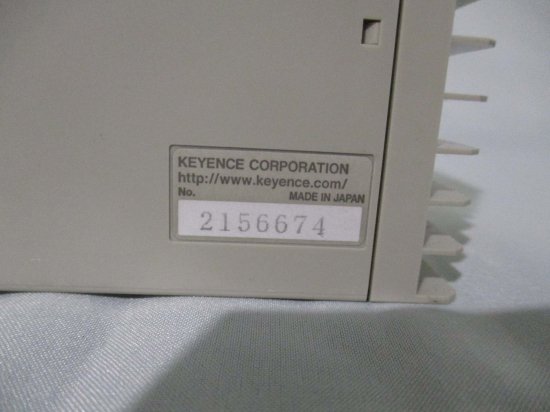 KEYENCE CORPORATION
http://www.keyence.com/
No. MADE IN JAPAN
2156674